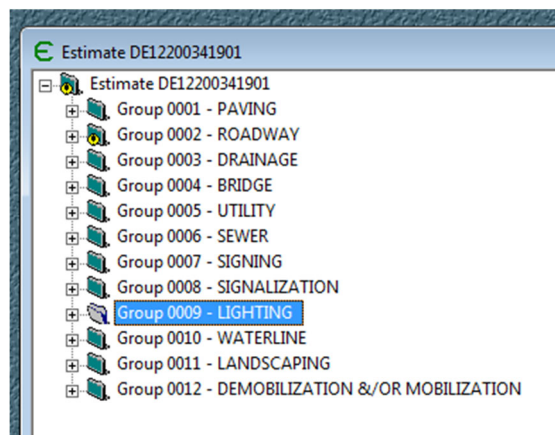 Estimate DE12200341901
Estimate DE12200341901
Group 0001 - PAVING
Group 0002 - ROADWAY
Group 0003 - DRAINAGE
Group 0004 - BRIDGE
Group 0005 - UTILITY
Group 0006 - SEWER
Group 0007 - SIGNING
Group 0008 - SIGNALIZATION
Group 0009 - LIGHTING
Group 0010 - WATERLINE
Group 0011 - LANDSCAPING
Group 0012 - DEMOBILIZATION &/OR MOBILIZATION